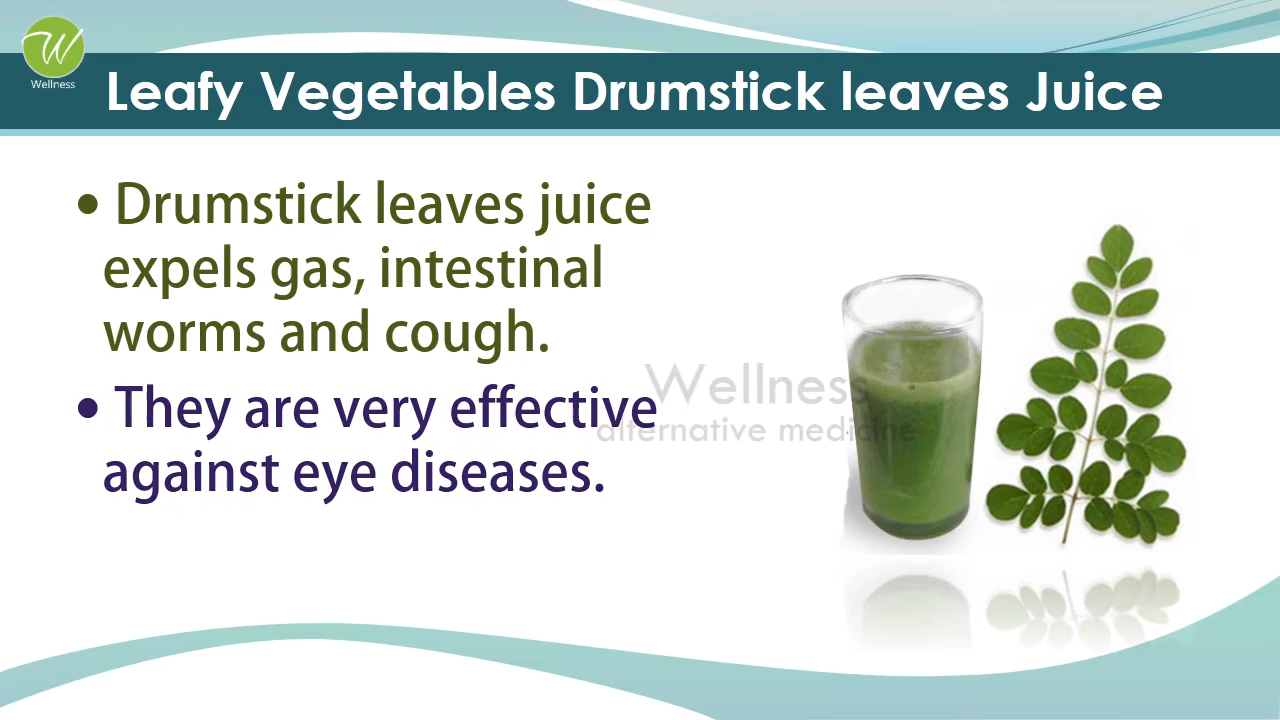 W
Wellness
Leafy Vegetables Drumstick leaves Juice
• Drumstick leaves juice
expels gas, intestinal
worms and cough.
• They are very effective
against eye diseases.
Wellness
alternative medicine